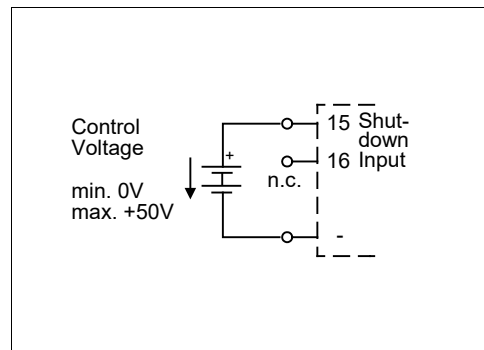 Control
Voltage
min. 0V
max. +50V
+
n.c.
15 Shut-
down
16 Input
-